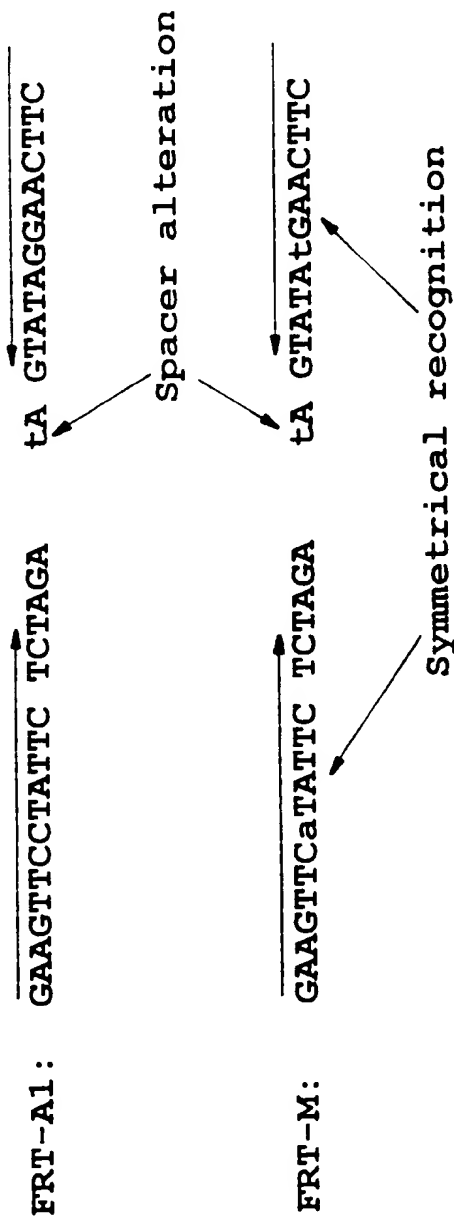 FRT-A1: GAAGTTCCTATTC TCTAGA tA GTATAGGAACTTC
Spacer alteration
FRT-M: GAAGTTCaTATTC TCTAGA tA GTATAtGAACTTC
Symmetrical recognition